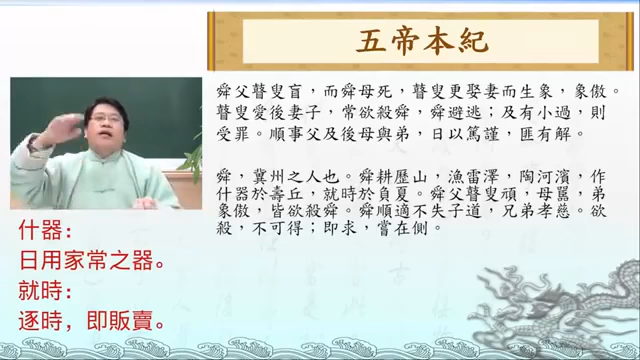 五帝本紀
舜父瞽叟盲，而舜母死，瞽叟更娶妻而生象，象傲。
瞽叟愛後妻子，常欲殺舜，舜避逃；及有小過，則
受罪。順事父及後母與弟，日以篤謹，匪有解。
舜，冀州之人也。舜耕歷山，漁雷澤，陶河濱，作
什器於壽丘，就時於負夏。舜父瞽叟頑，母嚚，弟
象傲，皆欲殺舜。舜順適不失子道，兄弟孝慈。欲
殺，不可得；即求，嘗在側。
什器：
日用家常之器。
就時：
逐時，即販賣。